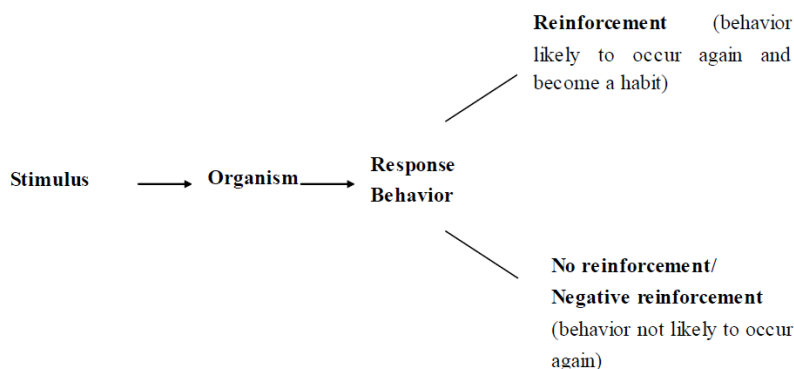 Reinforcement (behavior
likely to occur again and
become a habit)
Stimulus
Organism
Response
Behavior
No reinforcement/
Negative reinforcement
(behavior not likely to occur
again)